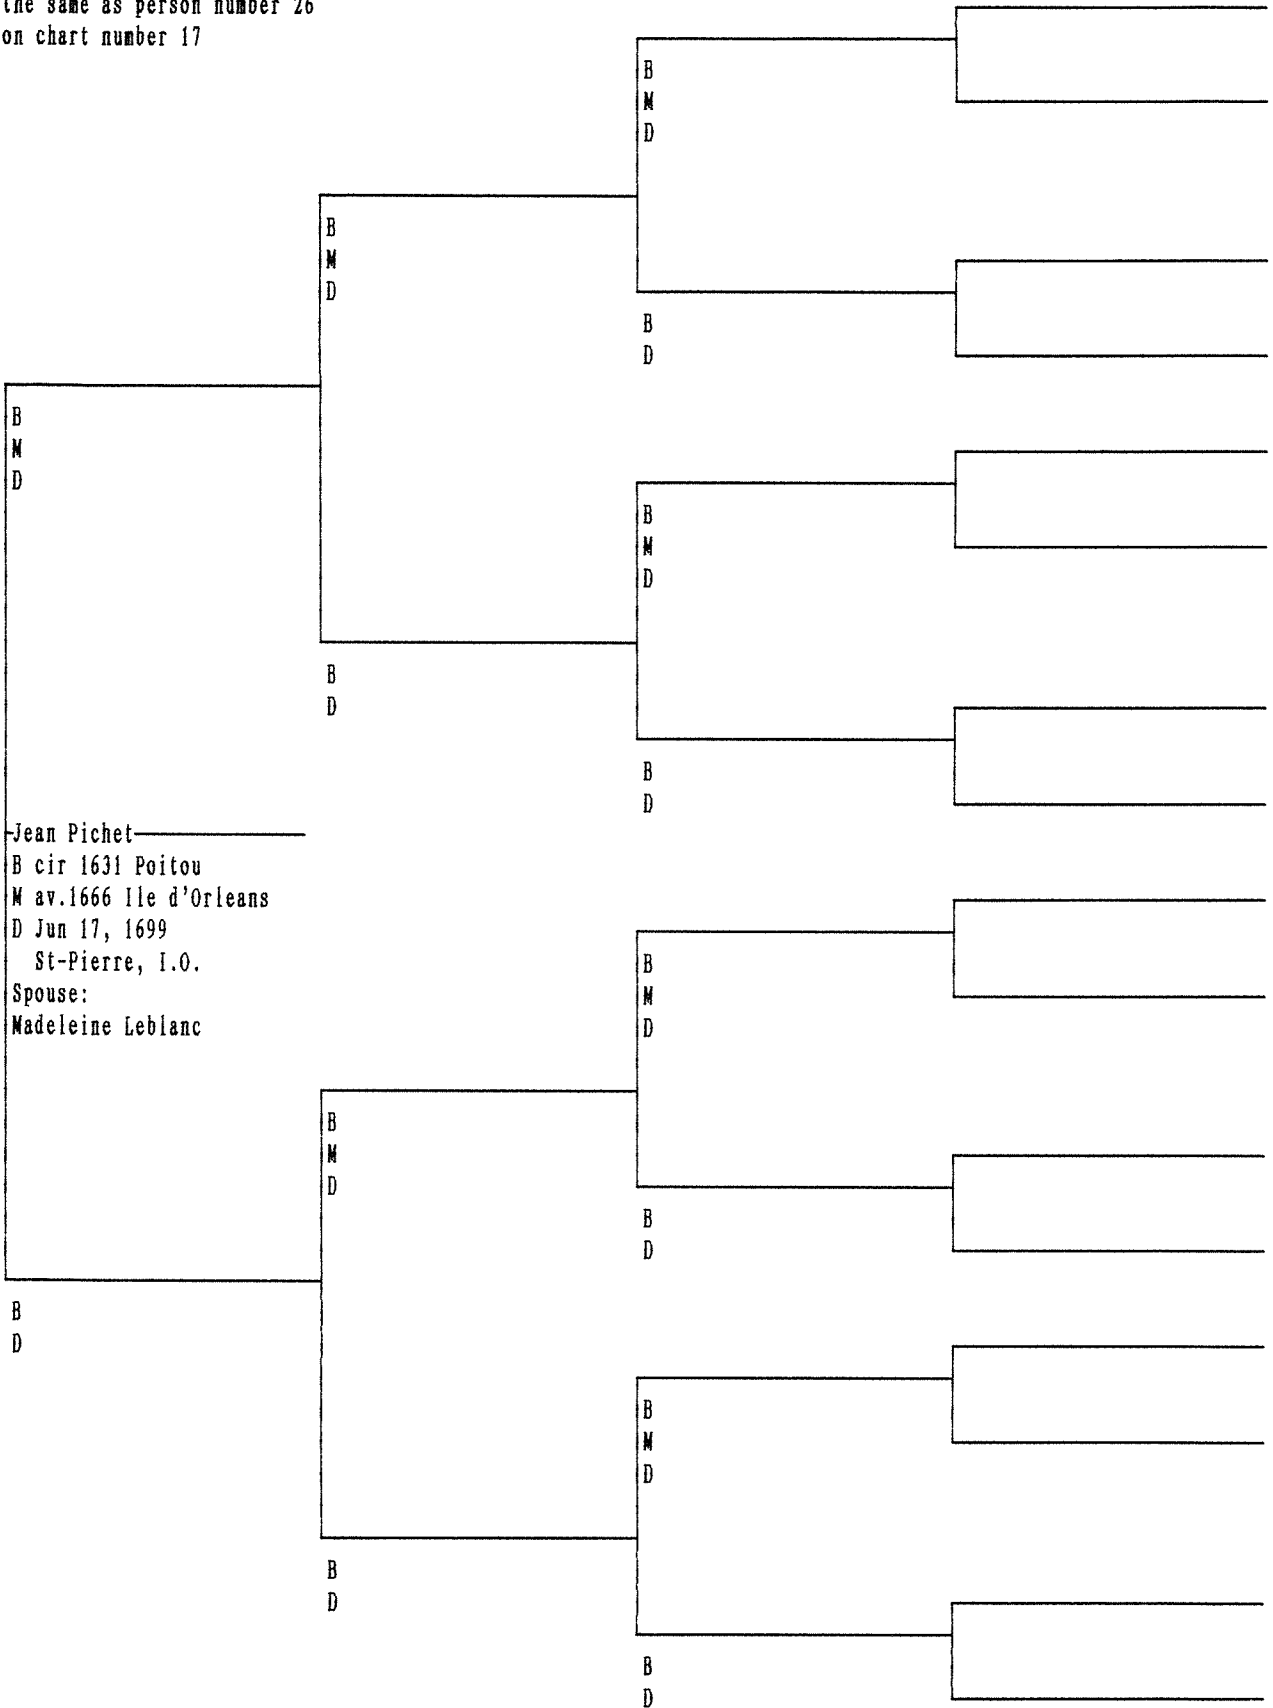 the same as person number 26
on chart number 17
B
M
D
B
M
D
B
D
B
M
D
B
M
D
B
D
B
D
Jean Pichet
B cir 1631 Poitou
M av.1666 Ile d'Orleans
D Jun 17, 1699
St-Pierre, I.O.
Spouse:
Madeleine Leblanc
B
M
D
B
M
D
B
D
B
D
B
M
D
B
D
B
D